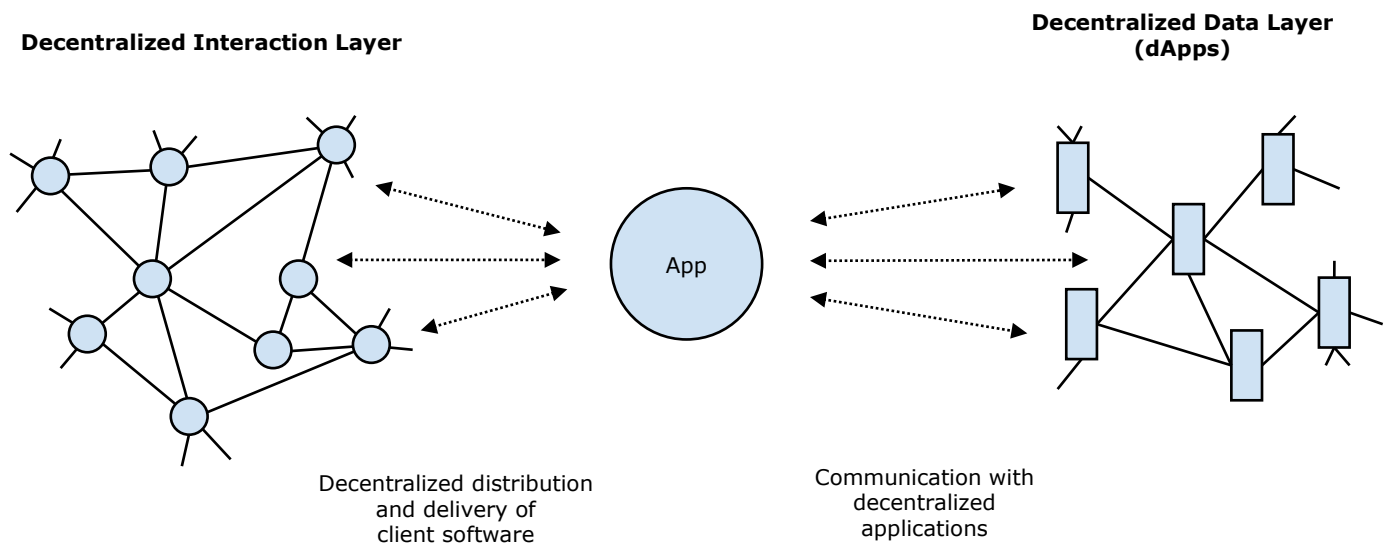 Decentralized Interaction Layer
Decentralized Data Layer
(dApps)
App
Decentralized distribution
and delivery of
client software
Communication with
decentralized
applications